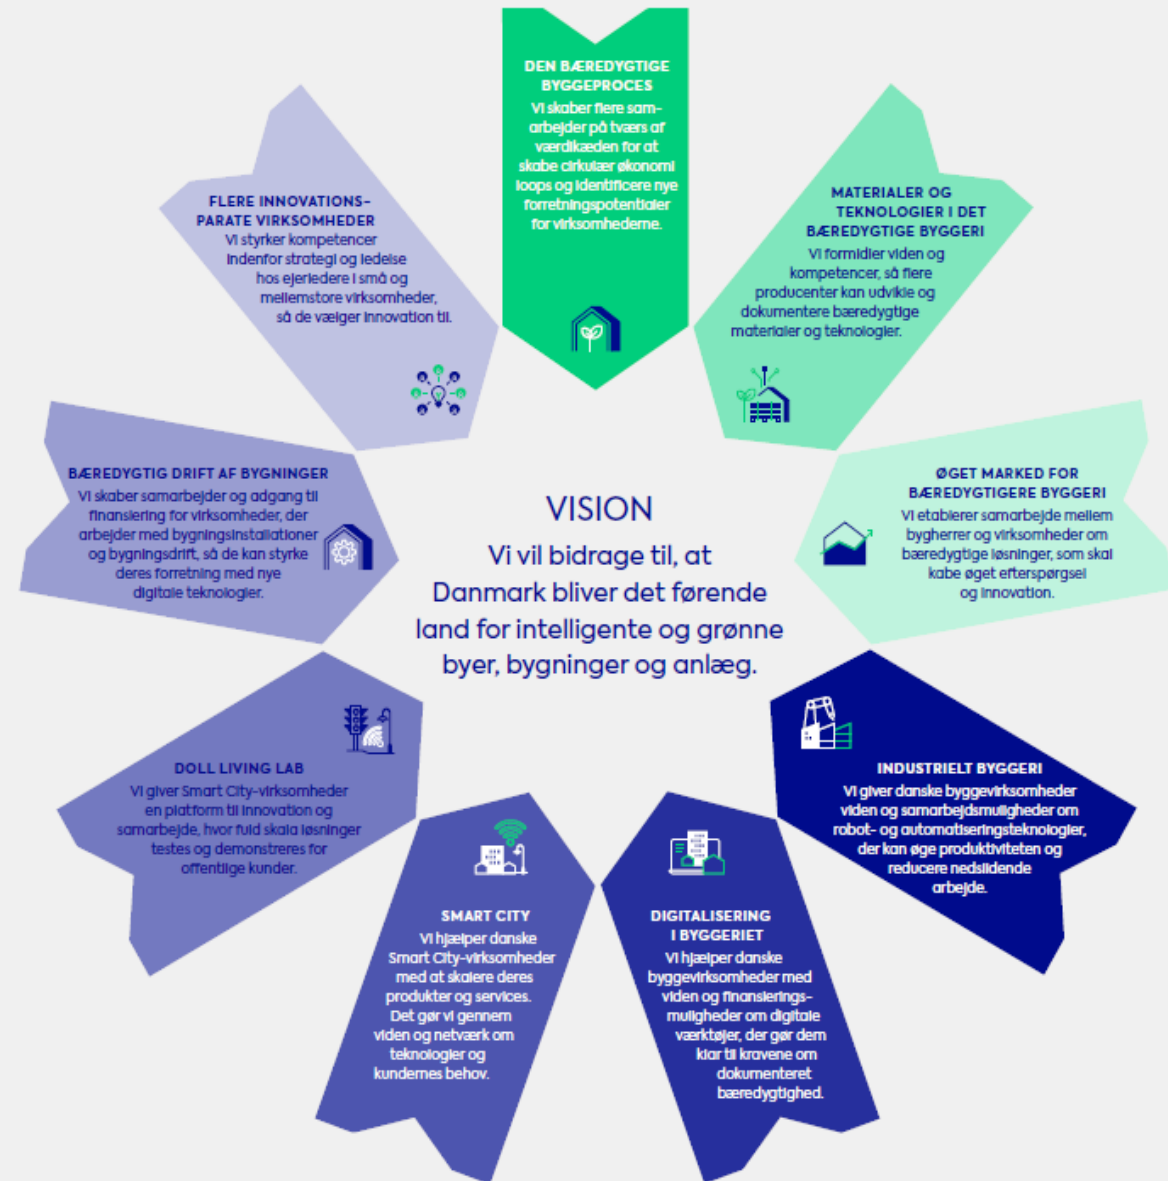 DEN BÆREDYGTIGE
BYGGEPROCES
Vi skaber flere sam-
arbejder på tværs af
værdikæden for at
skabe cirkulær økonomi
loops og identificere nye
forretningspotentialer
for virksomhederne.
MATERIALER OG
TEKNOLOGIER I DET
BÆREDYGTIGE BYGGERI
Vi formidler viden og
kompetencer, så flere
producenter kan udvikle og
dokumentere bæredygtige
materialer og teknologier.
ØGET MARKED FOR
BÆREDYGTIGERE BYGGERI
Vi etablerer samarbejde mellem
bygherrer og virksomheder om
bæredygtige løsninger, som skal
kabe øget efterspørgsel
og innovation.
INDUSTRIELT BYGGERI
Vi giver danske byggevirksomheder
viden og samarbejdsmuligheder om
robot- og automatiseringsteknologier,
der kan øge produktiviteten og
reducere nedslidende
arbejde.
DIGITALISERING
I BYGGERIET
Vi hjælper danske
byggevirksomheder med
viden og finansierings-
muligheder om digitale
værktøjer, der gør dem
klar til kravene om
dokumenteret
bæredygtighed.
SMART CITY
Vi hjælper danske
Smart City-virksomheder
med at skalere deres
produkter og services.
Det gør vi gennem
viden og netværk om
teknologier og
kundernes behov.
DOLL LIVING LAB
Vi giver Smart City-virksomheder
en platform til innovation og
samarbejde, hvor fuld skala løsninger
testes og demonstreres for
offentlige kunder.
BÆREDYGTIG DRIFT AF BYGNINGER
Vi skaber samarbejder og adgang til
finansiering for virksomheder, der
arbejder med bygningsinstallationer
og bygningsdrift, så de kan styrke
deres forretning med nye
digitale teknologier.
FLERE INNOVATIONS-
PARATE VIRKSOMHEDER
Vi styrker kompetencer
indenfor strategi og ledelse
hos ejerledere i små og
mellemstore virksomheder,
så de vælger innovation til.
VISION
Vi vil bidrage til, at
Danmark bliver det førende
land for intelligente og grønne
byer, bygninger og anlæg.